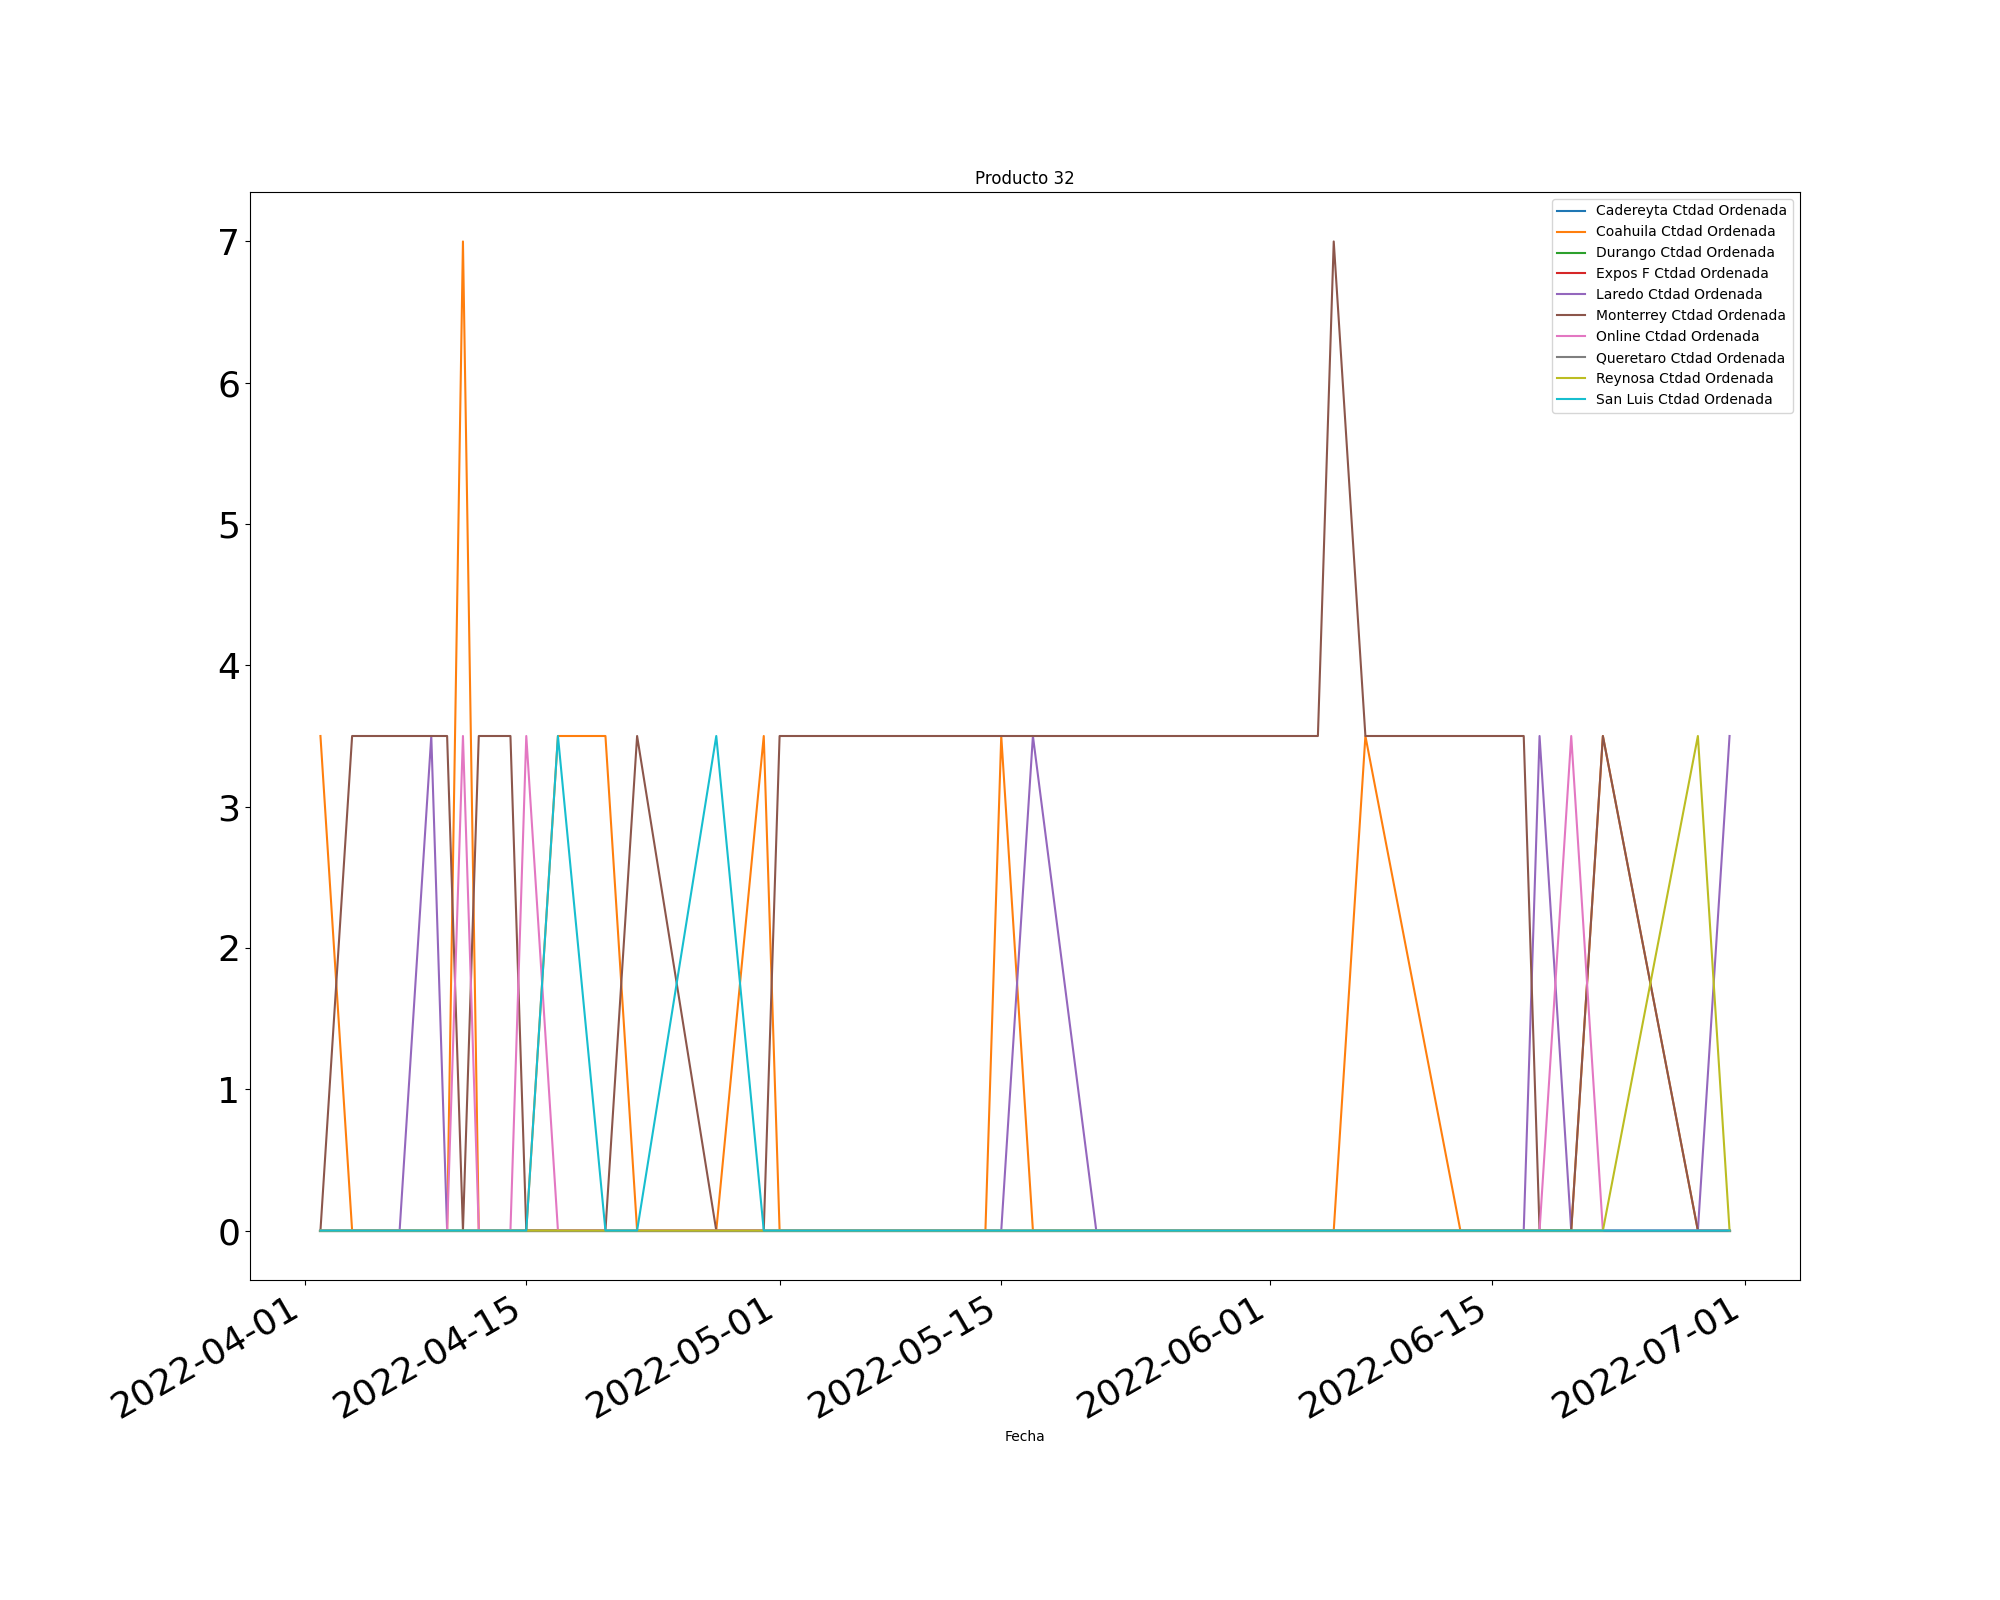 Producto 32
Cadereyta Ctdad Ordenada
Coahuila Ctdad Ordenada
Durango Ctdad Ordenada
Expos F Ctdad Ordenada
Laredo Ctdad Ordenada
Monterrey Ctdad Ordenada
Online Ctdad Ordenada
Queretaro Ctdad Ordenada
Reynosa Ctdad Ordenada
San Luis Ctdad Ordenada
7
6
5
4
3
2
1
0
2022-04-01
2022-04-15
2022-05-01
2022-05-15
2022-06-01
2022-06-15
2022-07-01
Fecha